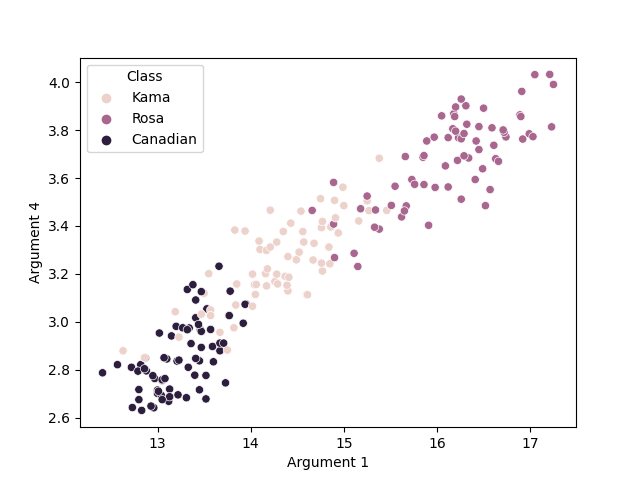 Class
Kama
Rosa
Canadian
4.0
3.8
3.6
3.4
3.2
3.0
2.8
2.6
Argument 4
13 14 15 16 17
Argument 1